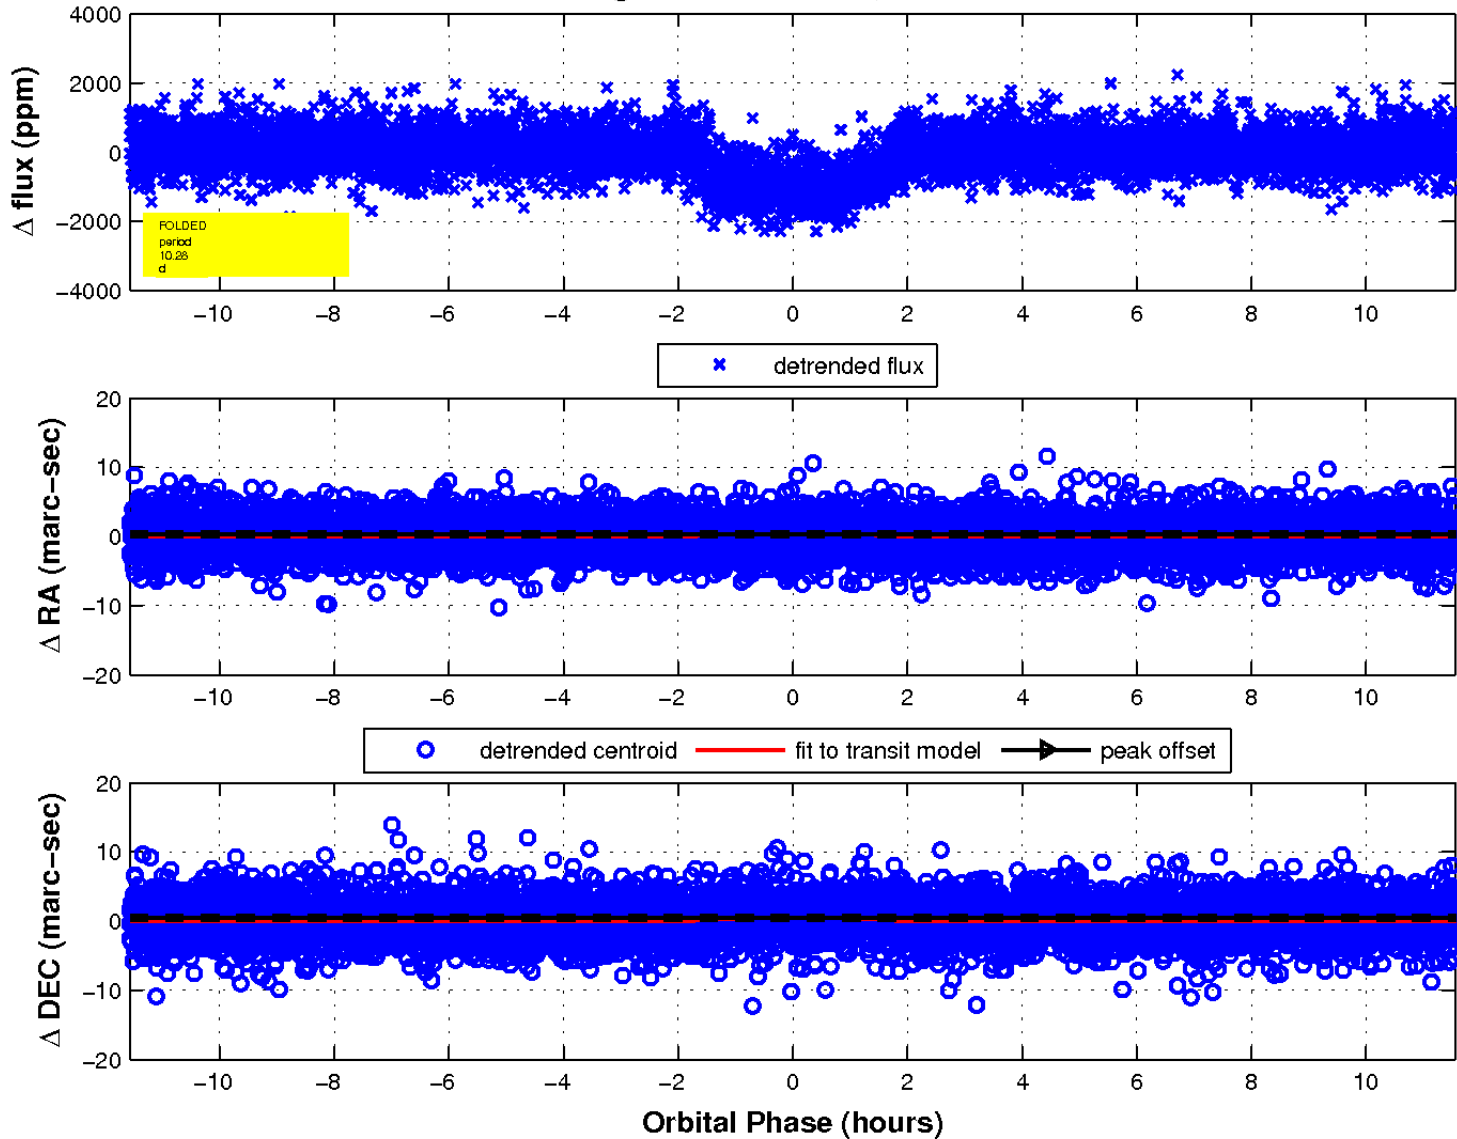 4000
2000
0
−2000
−4000
Δ flux (ppm)
FOLDED
period
10.26
d
−10 −8 −6 −4 −2 0 2 4 6 8 10
detrended flux
20
10
0
−10
−20
Δ RA (marc−sec)
−10 −8 −6 −4 −2 0 2 4 6 8 10
detrended centroid fit to transit model peak offset
20
10
0
−10
−20
Δ DEC (marc−sec)
−10 −8 −6 −4 −2 0 2 4 6 8 10
Orbital Phase (hours)